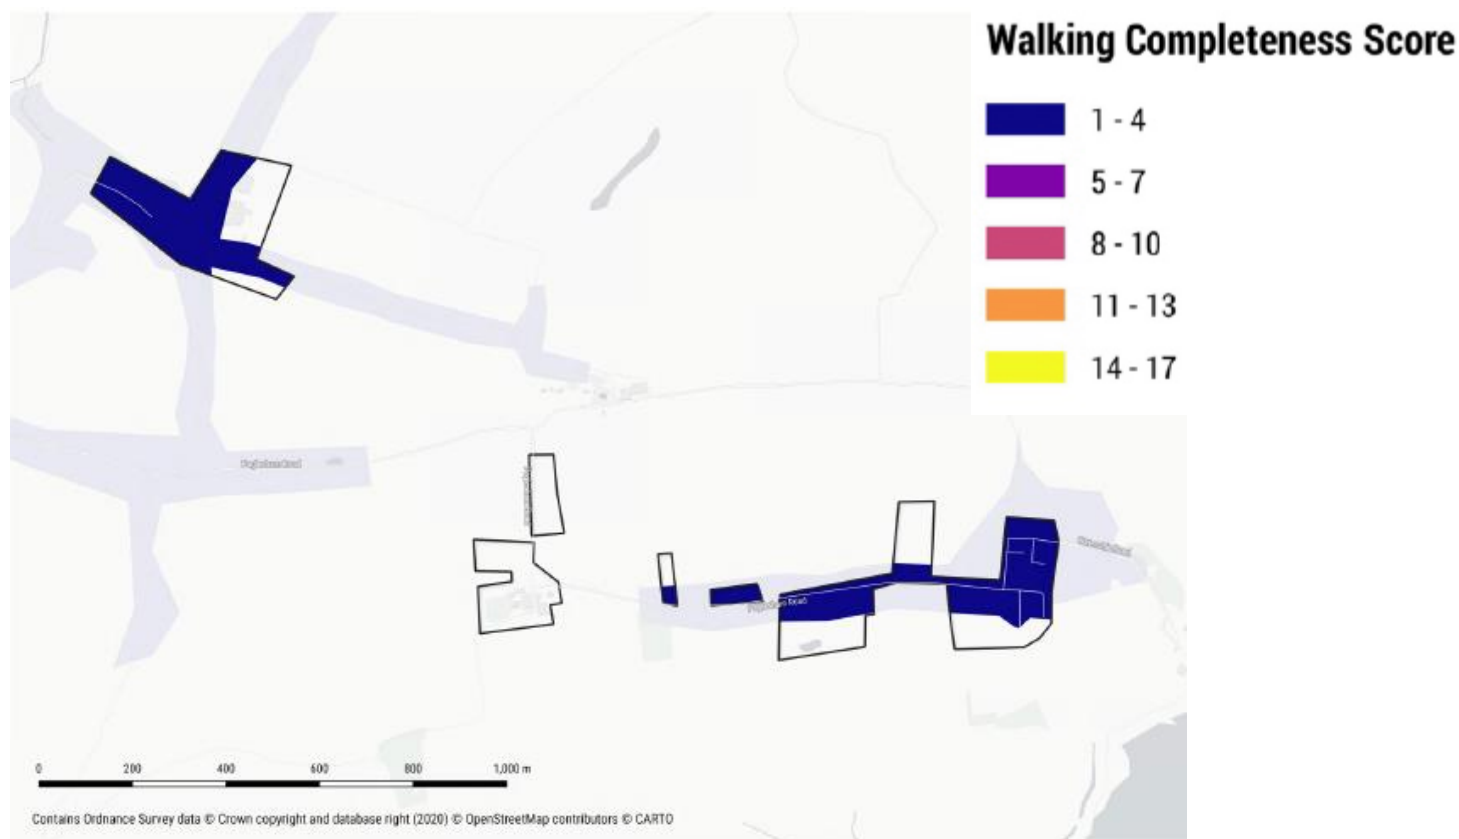 Walking Completeness Score
1 - 4
5 - 7
8 - 10
11 - 13
14 - 17
Road
0 200 400 600 800 1,000 m
Contains Ordnance Survey data © Crown copyright and database right (2020) © OpenStreetMap contributors © CARTO